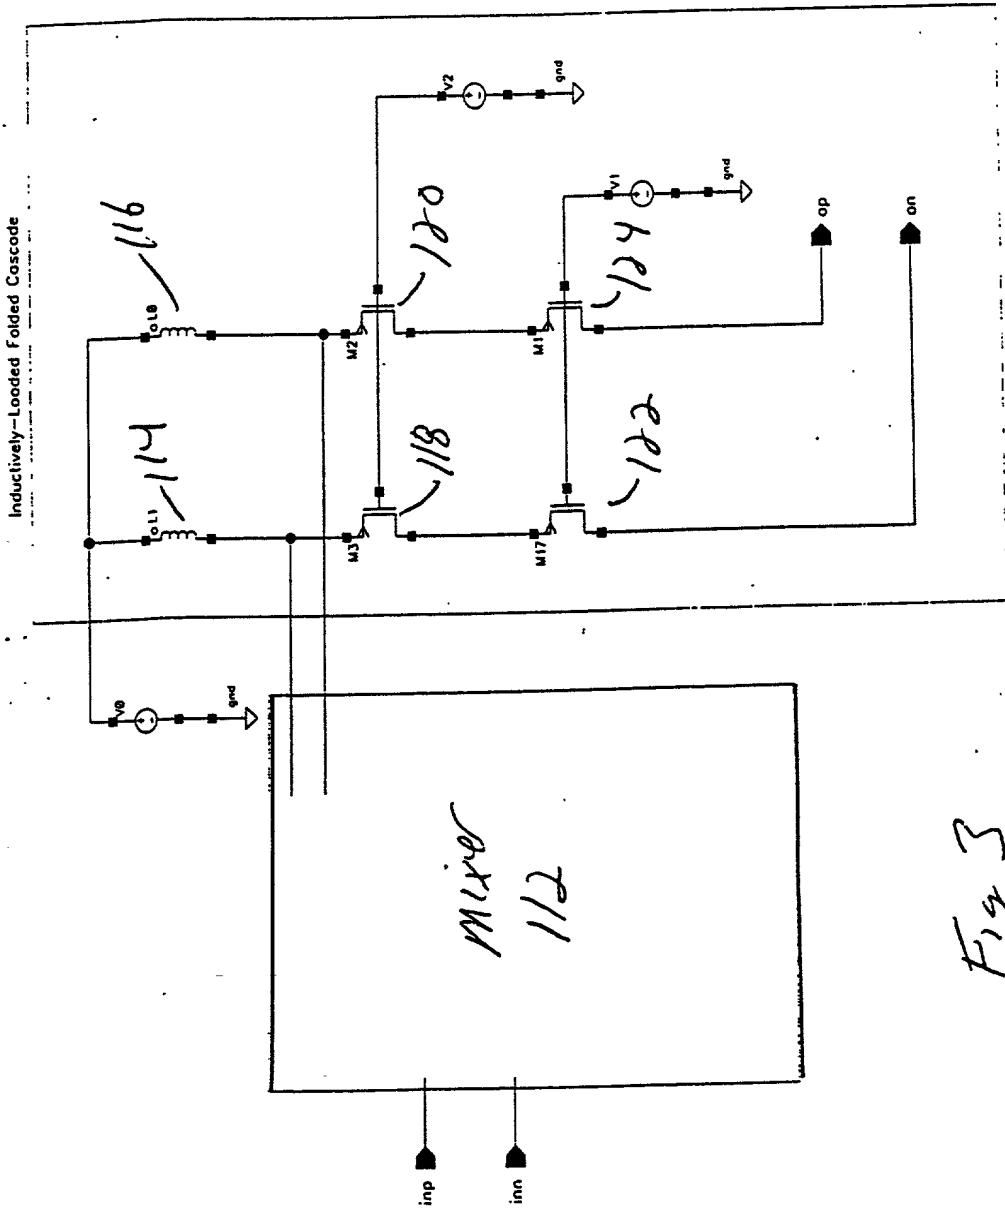 Inductively-Loaded Folded Cascode
114
116
V0
gnd
L1
L0
V2
gnd
M3
118
M2
120
V1
gnd
M17
122
M1
124
inp
inn
Mixer
112
op
on
Fig 3